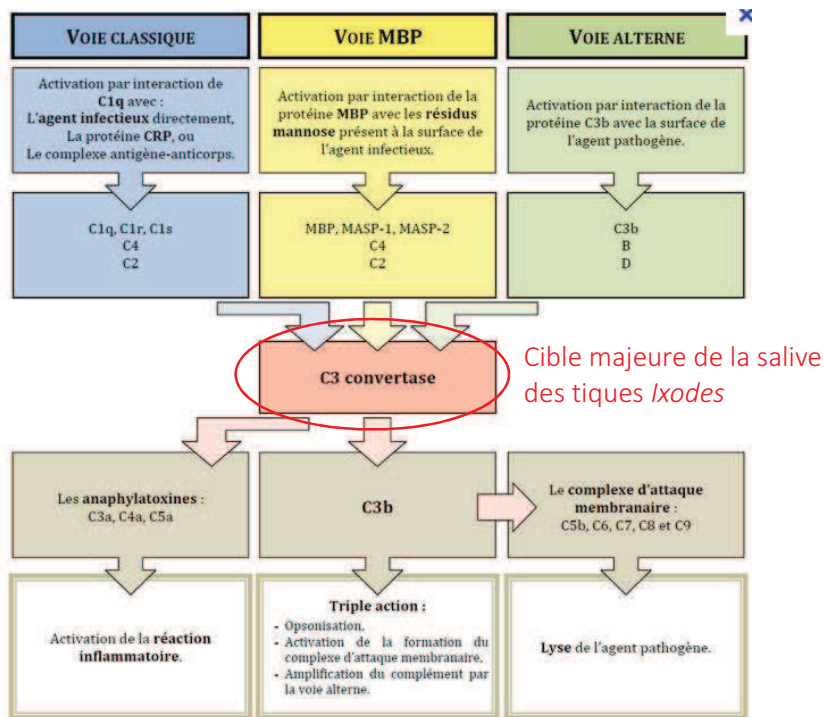 VOIE CLASSIQUE
VOIE MBP
VOIE ALTERNE
Activation par interaction de
C1q avec :
L'agent infectieux directement,
La protéine CRP, ou
Le complexe antigène-anticorps.
Activation par interaction de la
protéine MBP avec les résidus
mannose présent à la surface de
l'agent infectieux.
Activation par interaction de la
protéine C3b avec la surface de
l'agent pathogène.
C1q, C1r, C1s
C4
C2
MBP, MASP-1, MASP-2
C4
C2
C3b
B
D
C3 convertase
Cible majeure de la salive
des tiques Ixodes
Les anaphylatoxines :
C3a, C4a, C5a
C3b
Le complexe d'attaque
membranaire :
C5b, C6, C7, C8 et C9
Activation de la réaction
inflammatoire.
Triple action :
- Opsonisation,
- Activation de la formation du
complexe d'attaque membranaire,
- Amplification du complément par
la voie alterne.
Lyse de l'agent pathogène.